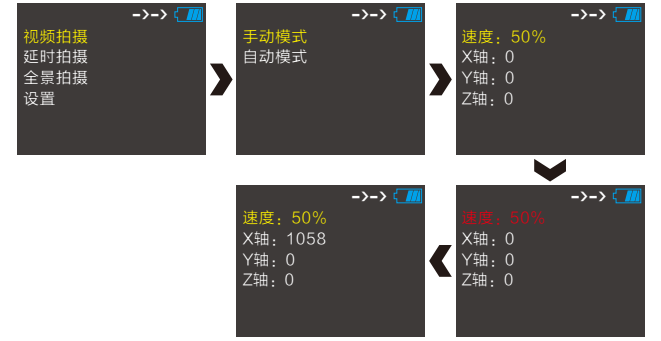 ->->
视频拍摄
延时拍摄
全景拍摄
设置
->->
手动模式
自动模式
->->
速度：50%
X轴：0
Y轴：0
Z轴：0
->->
速度：50%
X轴：0
Y轴：0
Z轴：0
->->
速度：50%
X轴：1058
Y轴：0
Z轴：0